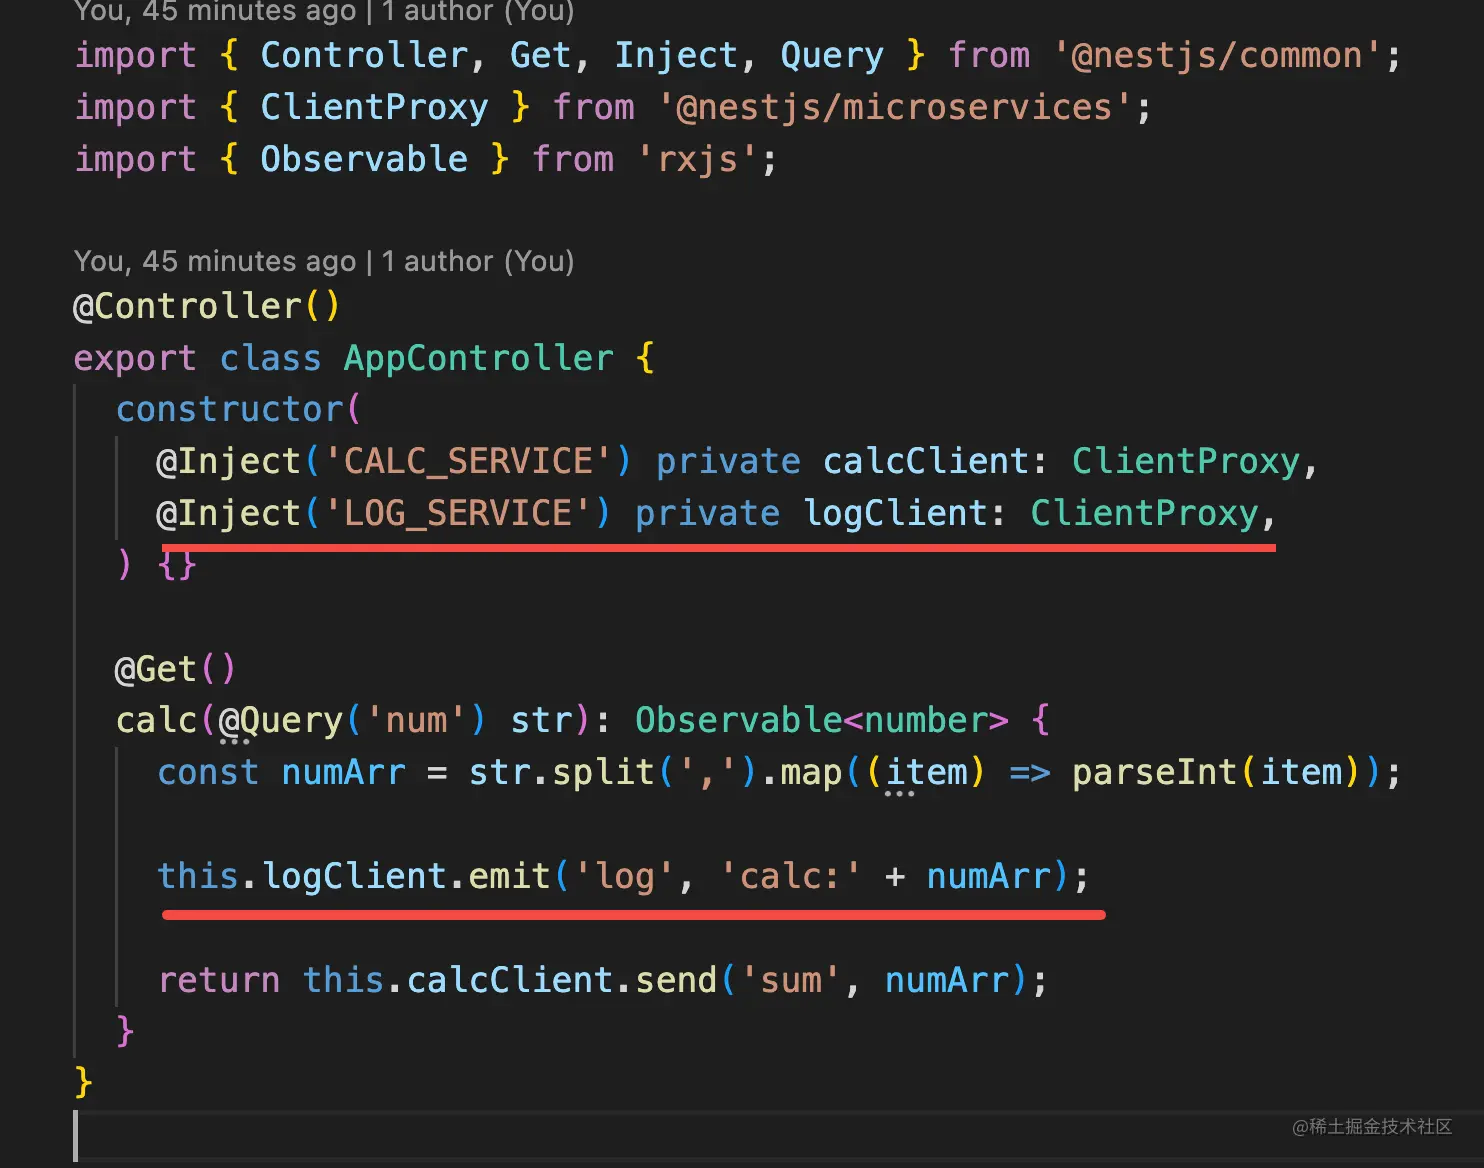 You, 45 minutes ago | 1 author (You)
import { Controller, Get, Inject, Query } from '@nestjs/common';
import { ClientProxy } from '@nestjs/microservices';
import { Observable } from 'rxjs';
You, 45 minutes ago | 1 author (You)
@Controller()
export class AppController {
constructor(
@Inject('CALC_SERVICE') private calcClient: ClientProxy,
@Inject('LOG_SERVICE') private logClient: ClientProxy,
) {}
@Get()
calc(@Query('num') str): Observable<number> {
const numArr = str.split(',').map((item) => parseInt(item));
this.logClient.emit('log', 'calc:' + numArr);
return this.calcClient.send('sum', numArr);
}
}
@稀土掘金技术社区